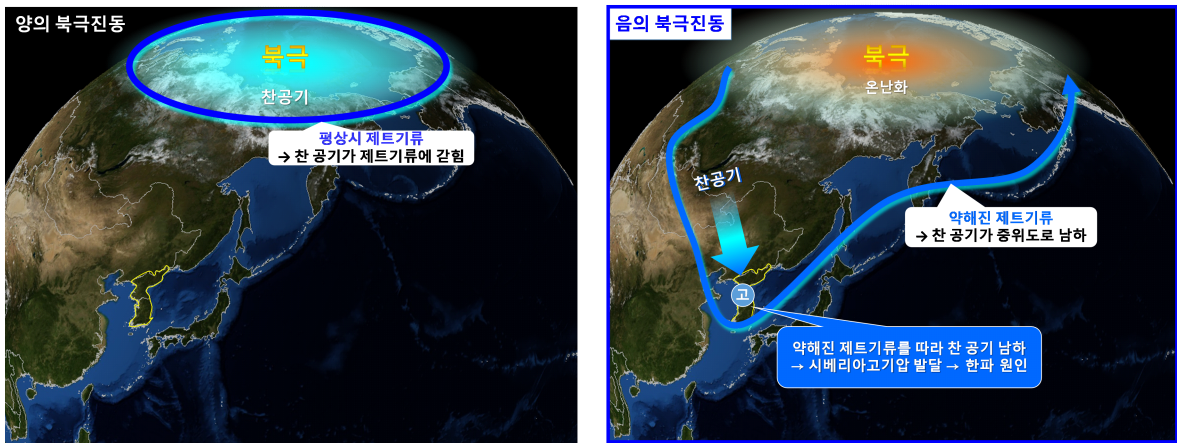 양의 북극진동
북극
찬공기
평상시 제트기류
→ 찬 공기가 제트기류에 갇힘
음의 북극진동
북극
온난화
찬공기
약해진 제트기류
→ 찬 공기가 중위도로 남하
고
약해진 제트기류를 따라 찬 공기 남하
→ 시베리아고기압 발달 → 한파 원인